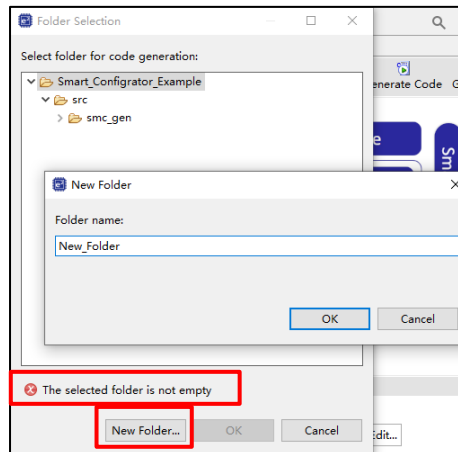 Folder Selection
Select folder for code generation:
Smart_Configrator_Example
src
smc_gen
enerate Code G
e
Sm
New Folder
Folder name:
New_Folder
OK Cancel
The selected folder is not empty
New Folder... OK Cancel
Edit...